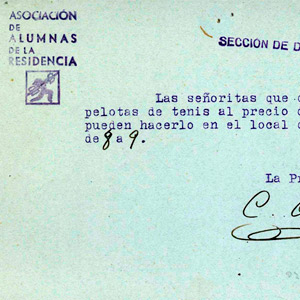 ASOCIACIÓN
DE
ALUMNAS
DE LA
RESIDENCIA
SECCIÓN DE D
Las señoritas que
pelotas de tenis al precio
pueden hacerlo en el local
de 8 a 9.
La Pr
C.